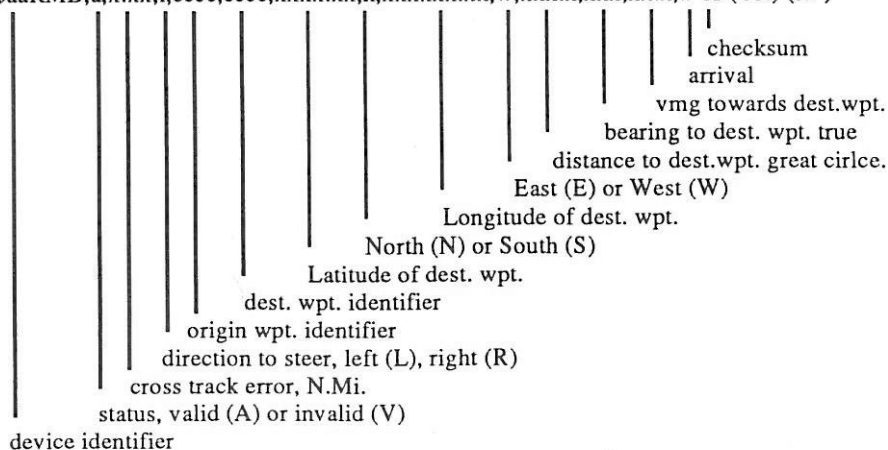 checksum
arrival
vmg towards dest.wpt.
bearing to dest. wpt. true
distance to dest.wpt. great cirlce.
East (E) or West (W)
Longitude of dest. wpt.
North (N) or South (S)
Latitude of dest. wpt.
dest. wpt. identifier
origin wpt. identifier
direction to steer, left (L), right (R)
cross track error, N.Mi.
status, valid (A) or invalid (V)
device identifier